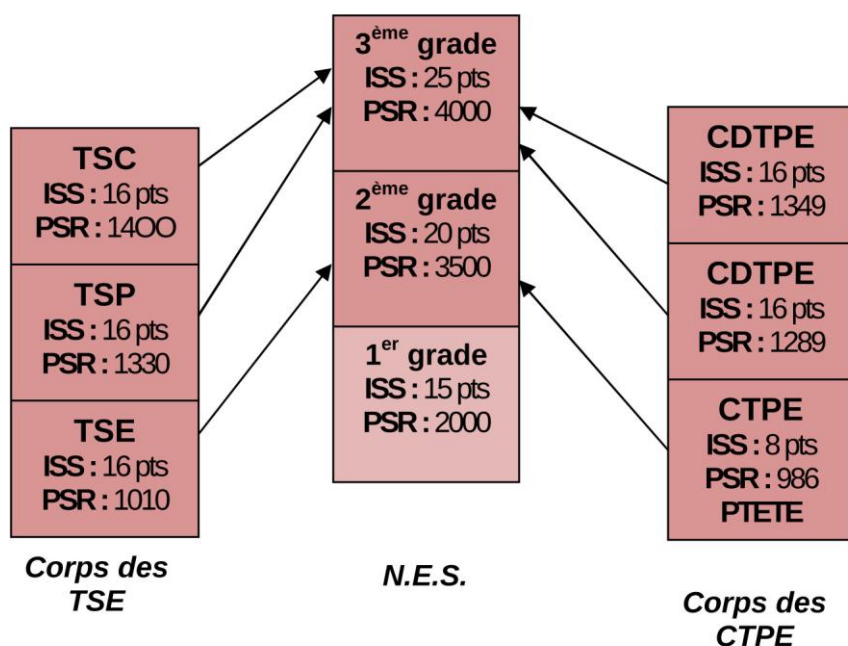 TSC
ISS : 16 pts
PSR : 14OO
TSP
ISS : 16 pts
PSR : 1330
TSE
ISS : 16 pts
PSR : 1010
Corps des
TSE
3ème grade
ISS : 25 pts
PSR : 4000
2ème grade
ISS : 20 pts
PSR : 3500
1er grade
ISS : 15 pts
PSR : 2000
N.E.S.
CDTPE
ISS : 16 pts
PSR : 1349
CDTPE
ISS : 16 pts
PSR : 1289
CTPE
ISS : 8 pts
PSR : 986
PTETE
Corps des
CTPE